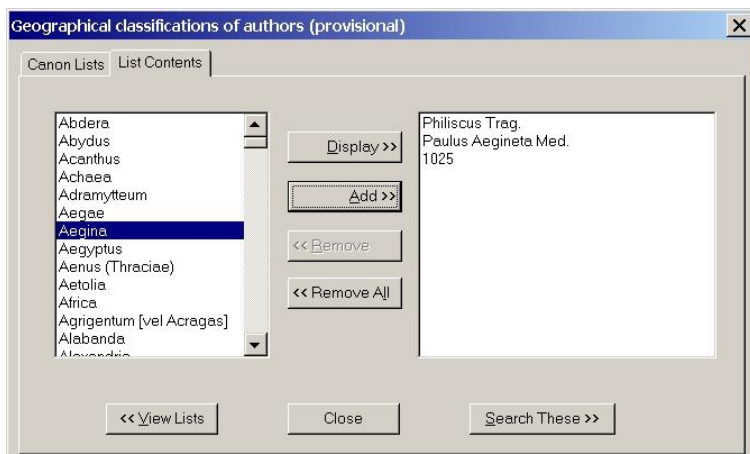 Geographical classifications of authors (provisional)
Canon Lists
List Contents
Abdera
Abydus
Acanthus
Achaea
Adramytteum
Aegae
Aegina
Aegyptus
Aenus (Thraciae)
Aetolia
Africa
Agrigentum [vel Acragas]
Alabanda
Display >>
Add >>
<< Remove
<< Remove All
Philiscus Trag.
Paulus Aegineta Med.
1025
<< View Lists
Close
Search These >>